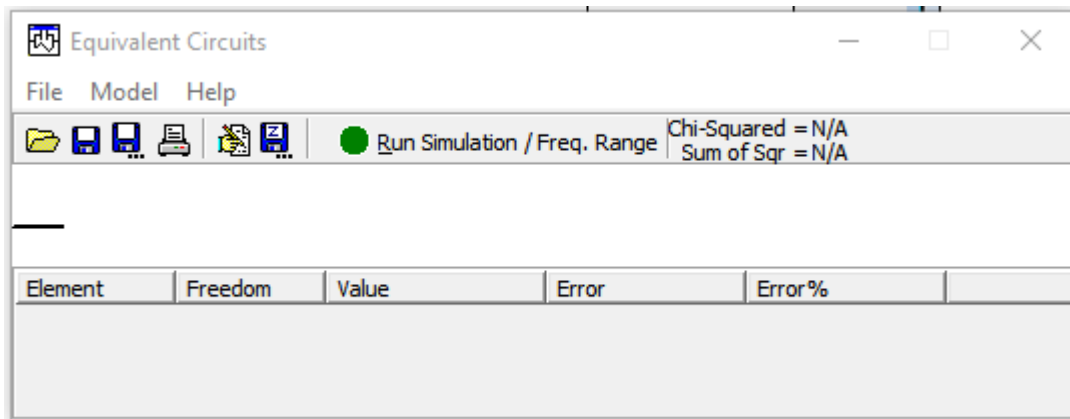 Equivalent Circuits
File Model Help
Run Simulation / Freq. Range Chi-Squared = N/A
Sum of Sqr = N/A
Element Freedom Value Error Error%